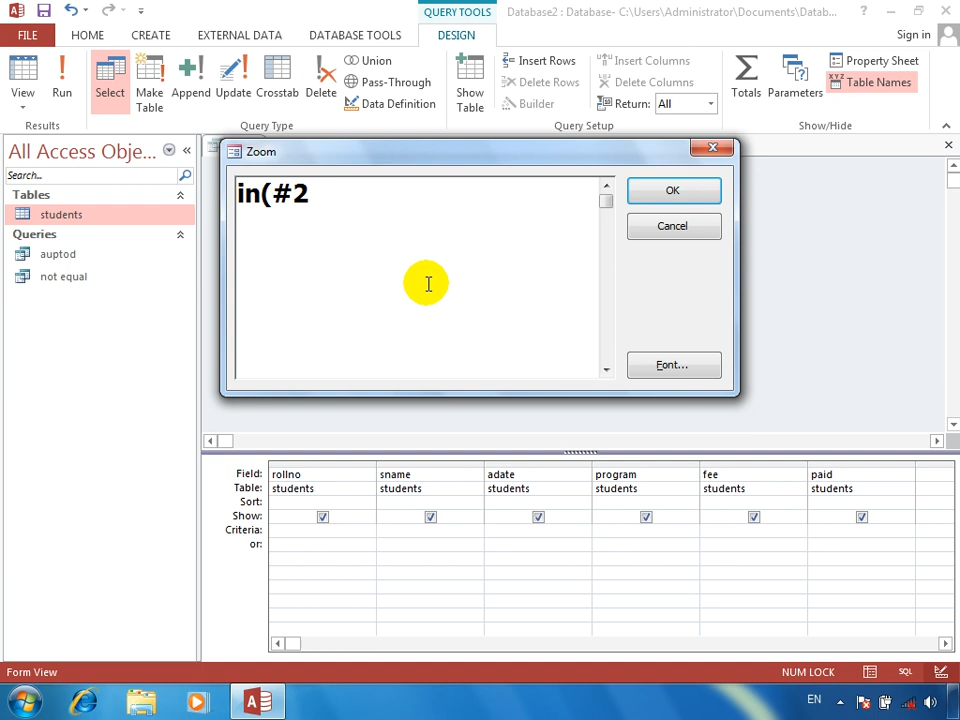 QUERY TOOLS
Database2 : Database- C:\Users\Administrator\Documents\Datab...
FILE
HOME
CREATE
EXTERNAL DATA
DATABASE TOOLS
DESIGN
Sign in
View
Run
Select
Make Table
Append
Update
Crosstab
Delete
Union
Pass-Through
Data Definition
Show Table
Insert Rows
Delete Rows
Builder
Insert Columns
Delete Columns
Return: All
Totals
Parameters
Property Sheet
Table Names
Results
Query Type
Query Setup
Show/Hide
All Access Obje...
Search...
Tables
students
Queries
auptod
not equal
Zoom
in(#2
OK
Cancel
Font...
Field: rollno sname adate program fee paid
Table: students students students students students students
Sort:
Show:
Criteria:
or:
Form View
NUM LOCK
SQL
EN